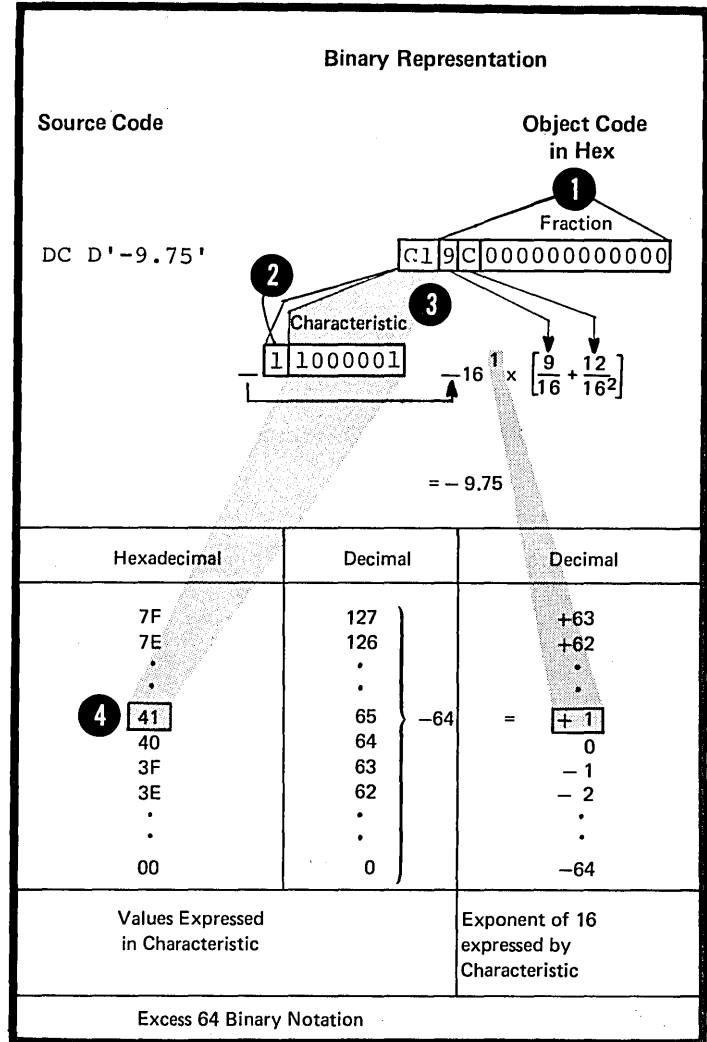 Binary Representation
Source Code
Object Code
in Hex
1
Fraction
DC D'-9.75'
C1 9 C 000000000000
2
3
Characteristic
1 1000001
— —16 1 x [9/16 + 12/16²]
= – 9.75
Hexadecimal Decimal Decimal
7F 127 +63
7E 126 +62
. . .
. . .
4 41 65 –64 = + 1
40 64 0
3F 63 – 1
3E 62 – 2
. . .
. . .
00 0 –64
Values Expressed
in Characteristic
Exponent of 16
expressed by
Characteristic
Excess 64 Binary Notation